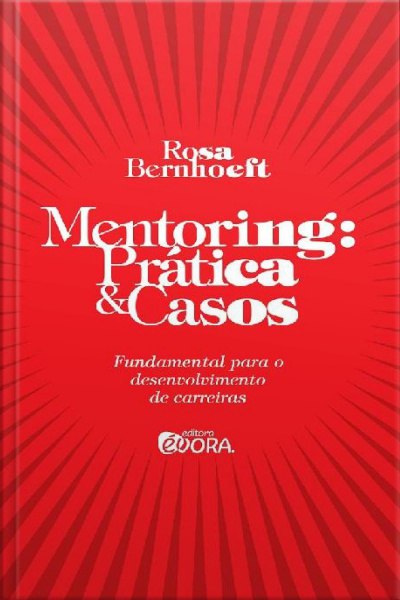 Rosa
Bernhoeft
Mentoring:
Prática
&Casos
Fundamental para o
desenvolvimento
de carreiras
editora
ÉVORA.